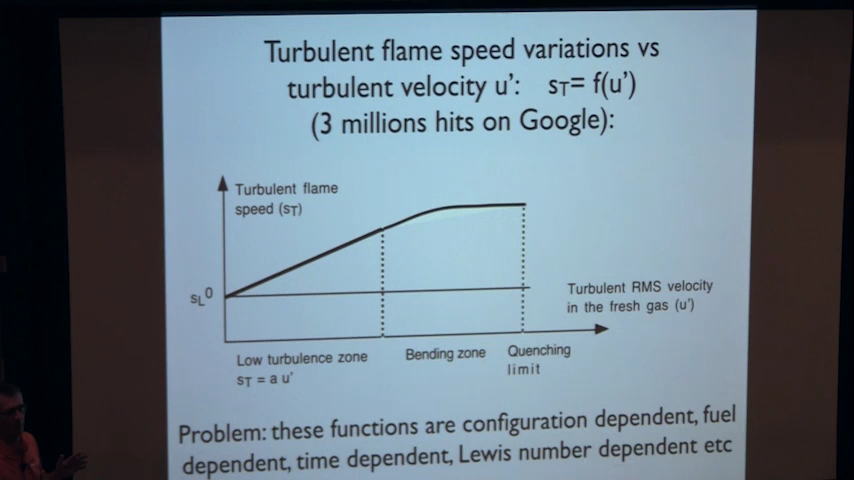 Turbulent flame speed variations vs
turbulent velocity u': sT= f(u')
(3 millions hits on Google):
Turbulent flame
speed (sT)
sL0
Turbulent RMS velocity
in the fresh gas (u')
Low turbulence zone
sT = a u'
Bending zone
Quenching
limit
Problem: these functions are configuration dependent, fuel
dependent, time dependent, Lewis number dependent etc